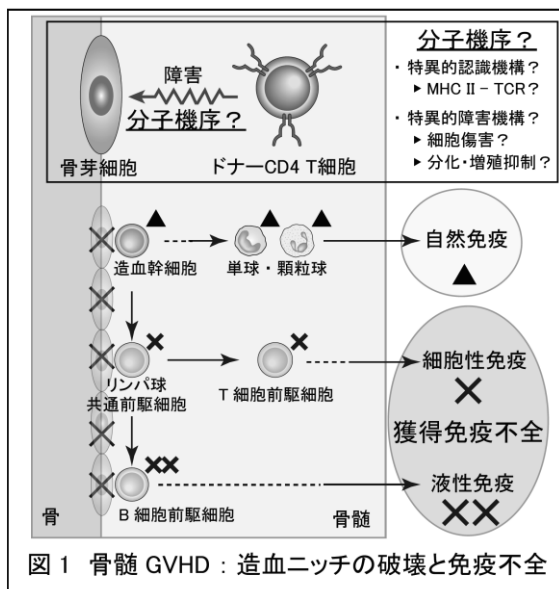 分子機序？
・特異的認識機構？
▶ MHC II – TCR？
・特異的障害機構？
▶ 細胞傷害？
▶ 分化・増殖抑制？
障害
分子機序？
骨芽細胞
ドナーCD4 T細胞
造血幹細胞
単球・顆粒球
自然免疫
リンパ球
共通前駆細胞
T 細胞前駆細胞
細胞性免疫
獲得免疫不全
B 細胞前駆細胞
液性免疫
骨
骨髄
図 1 骨髄 GVHD：造血ニッチの破壊と免疫不全